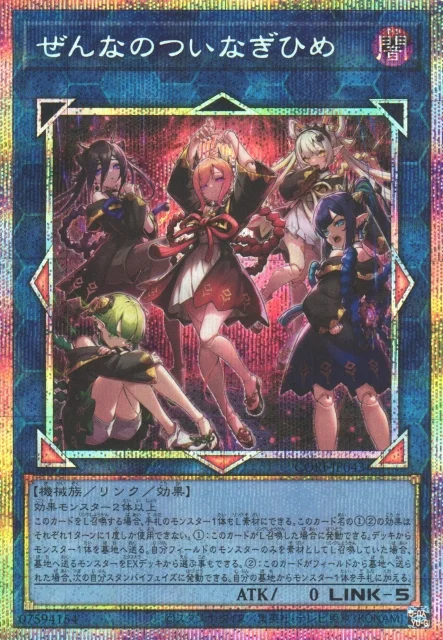 ぜんなのついなぎひめ
闇
CORI-JP043
【機械族／リンク／効果】
効果モンスター2体以上
このカードをL召喚する場合、手札のモンスター1体もL素材にできる。このカード名の①②の効果は
それぞれ1ターンに1度しか使用できない。①：このカードがL召喚した場合に発動できる。デッキから
モンスター1体を墓地へ送る。自分フィールドのモンスターのみを素材としてL召喚していた場合、
墓地へ送るモンスターをEXデッキから選ぶ事もできる。②：このカードがフィールドから墓地へ送ら
れた場合、次の自分スタンバイフェイズに発動できる。自分の墓地からモンスター1体を手札に加える。
ATK/ 0 LINK-5
07594154